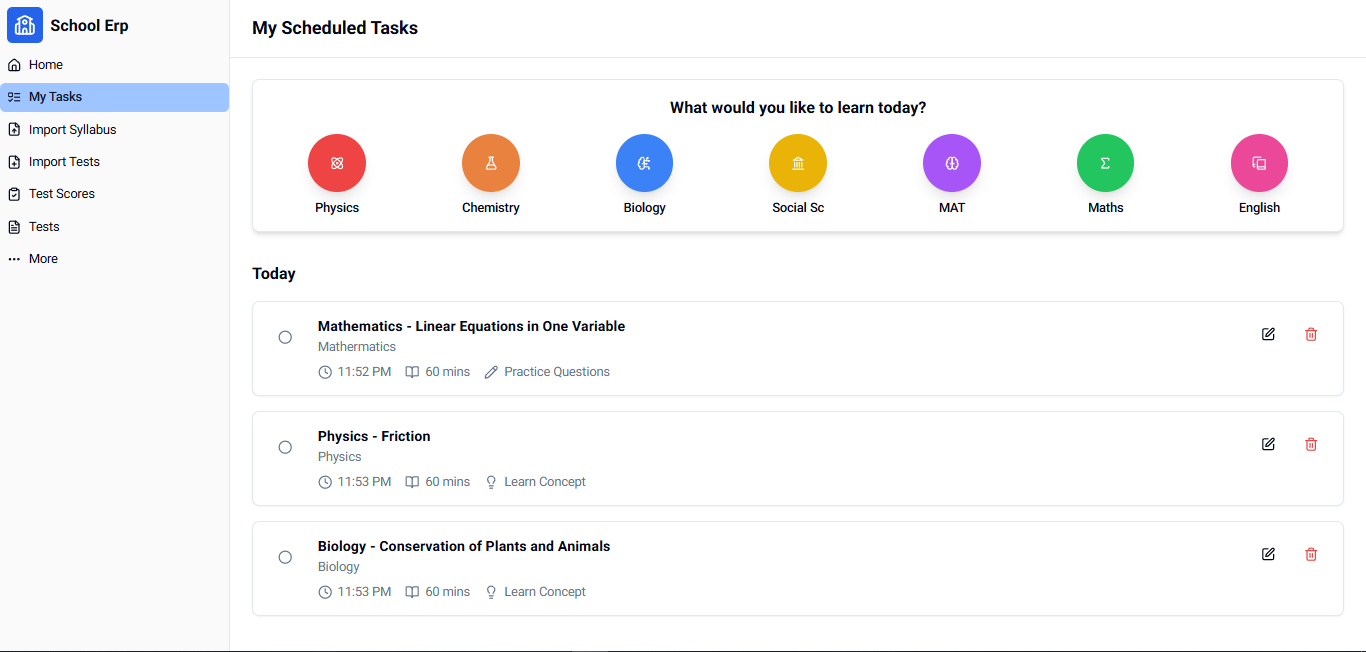 School Erp
Home
My Tasks
Import Syllabus
Import Tests
Test Scores
Tests
More
My Scheduled Tasks
What would you like to learn today?
Physics Chemistry Biology Social Sc MAT Maths English
Today
Mathematics - Linear Equations in One Variable
Mathermatics
11:52 PM 60 mins Practice Questions
Physics - Friction
Physics
11:53 PM 60 mins Learn Concept
Biology - Conservation of Plants and Animals
Biology
11:53 PM 60 mins Learn Concept